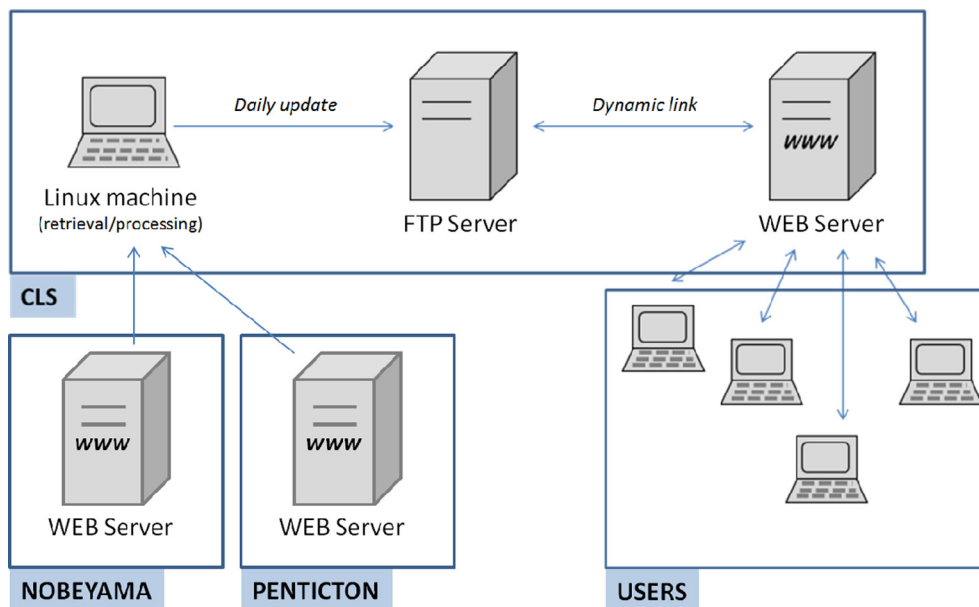 Daily update
Dynamic link
www
Linux machine
(retrieval/processing)
FTP Server
WEB Server
CLS
www
www
WEB Server
WEB Server
NOBEYAMA
PENTICTON
USERS